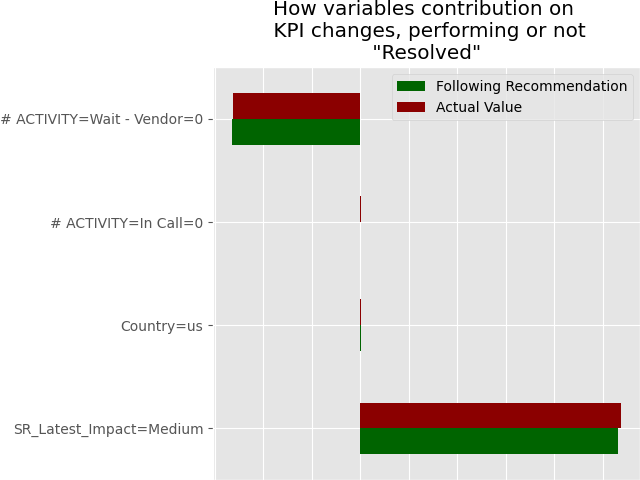 How variables contribution on
KPI changes, performing or not
"Resolved"
Following Recommendation
Actual Value
# ACTIVITY=Wait - Vendor=0
# ACTIVITY=In Call=0
Country=us
SR_Latest_Impact=Medium